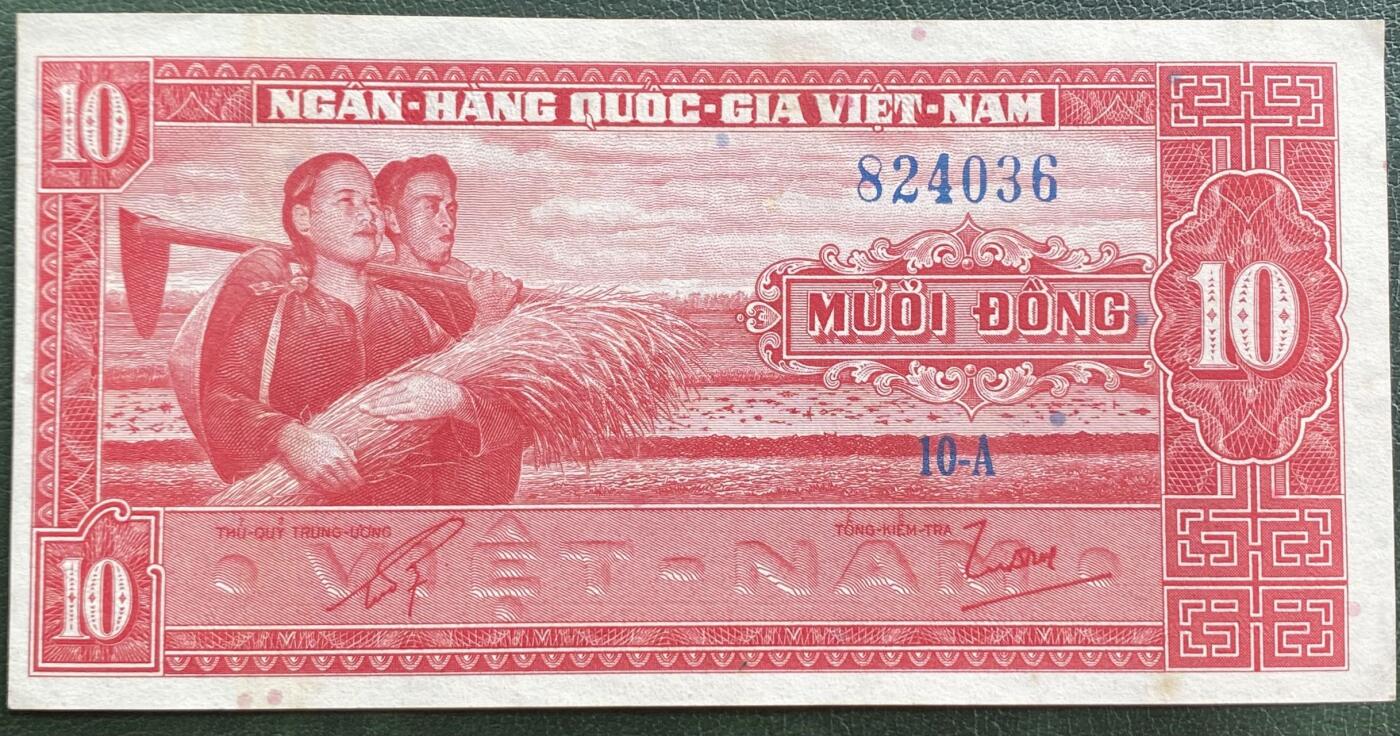 10
NGÂN-HÀNG QUỐC-GIA VIỆT-NAM
824036
MƯỜI ĐỒNG
10
10-A
THỦ-QUỸ TRUNG-ƯƠNG
TỔNG-KIỂM-TRA
VIỆT-NAM
10